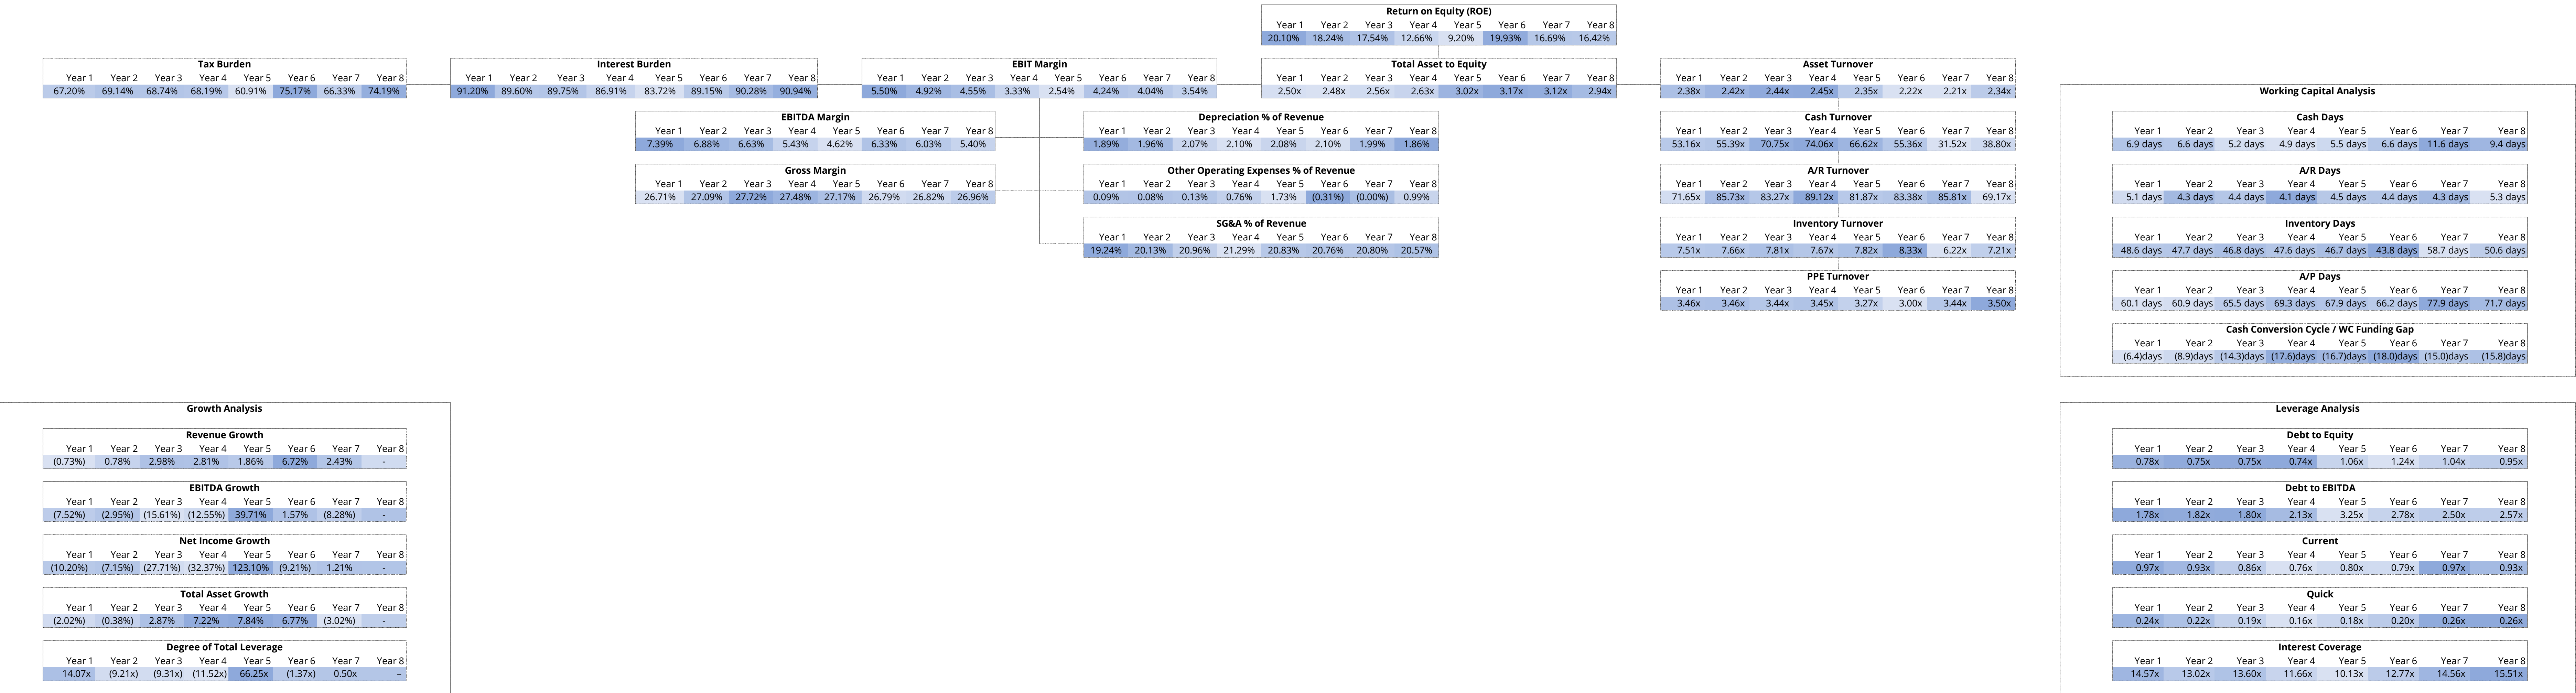 Return on Equity (ROE)
Year 1 Year 2 Year 3 Year 4 Year 5 Year 6 Year 7 Year 8
20.10% 18.24% 17.54% 12.66% 9.20% 19.93% 16.69% 16.42%
Tax Burden
Year 1 Year 2 Year 3 Year 4 Year 5 Year 6 Year 7 Year 8
67.20% 69.14% 68.74% 68.19% 60.91% 75.17% 66.33% 74.19%
Interest Burden
Year 1 Year 2 Year 3 Year 4 Year 5 Year 6 Year 7 Year 8
91.20% 89.60% 89.75% 86.91% 83.72% 89.15% 90.28% 90.94%
EBIT Margin
Year 1 Year 2 Year 3 Year 4 Year 5 Year 6 Year 7 Year 8
5.50% 4.92% 4.55% 3.33% 2.54% 4.24% 4.04% 3.54%
Total Asset to Equity
Year 1 Year 2 Year 3 Year 4 Year 5 Year 6 Year 7 Year 8
2.50x 2.48x 2.56x 2.63x 3.02x 3.17x 3.12x 2.94x
Asset Turnover
Year 1 Year 2 Year 3 Year 4 Year 5 Year 6 Year 7 Year 8
2.38x 2.42x 2.44x 2.45x 2.35x 2.22x 2.21x 2.34x
EBITDA Margin
Year 1 Year 2 Year 3 Year 4 Year 5 Year 6 Year 7 Year 8
7.39% 6.88% 6.63% 5.43% 4.62% 6.33% 6.03% 5.40%
Depreciation % of Revenue
Year 1 Year 2 Year 3 Year 4 Year 5 Year 6 Year 7 Year 8
1.89% 1.96% 2.07% 2.10% 2.08% 2.10% 1.99% 1.86%
Cash Turnover
Year 1 Year 2 Year 3 Year 4 Year 5 Year 6 Year 7 Year 8
53.16x 55.39x 70.75x 74.06x 66.62x 55.36x 31.52x 38.80x
Gross Margin
Year 1 Year 2 Year 3 Year 4 Year 5 Year 6 Year 7 Year 8
26.71% 27.09% 27.72% 27.48% 27.17% 26.79% 26.82% 26.96%
Other Operating Expenses % of Revenue
Year 1 Year 2 Year 3 Year 4 Year 5 Year 6 Year 7 Year 8
0.09% 0.08% 0.13% 0.76% 1.73% (0.31%) (0.00%) 0.99%
A/R Turnover
Year 1 Year 2 Year 3 Year 4 Year 5 Year 6 Year 7 Year 8
71.65x 85.73x 83.27x 89.12x 81.87x 83.38x 85.81x 69.17x
SG&A % of Revenue
Year 1 Year 2 Year 3 Year 4 Year 5 Year 6 Year 7 Year 8
19.24% 20.13% 20.96% 21.29% 20.83% 20.76% 20.80% 20.57%
Inventory Turnover
Year 1 Year 2 Year 3 Year 4 Year 5 Year 6 Year 7 Year 8
7.51x 7.66x 7.81x 7.67x 7.82x 8.33x 6.22x 7.21x
PPE Turnover
Year 1 Year 2 Year 3 Year 4 Year 5 Year 6 Year 7 Year 8
3.46x 3.46x 3.44x 3.45x 3.27x 3.00x 3.44x 3.50x
Working Capital Analysis
Cash Days
Year 1 Year 2 Year 3 Year 4 Year 5 Year 6 Year 7 Year 8
6.9 days 6.6 days 5.2 days 4.9 days 5.5 days 6.6 days 11.6 days 9.4 days
A/R Days
Year 1 Year 2 Year 3 Year 4 Year 5 Year 6 Year 7 Year 8
5.1 days 4.3 days 4.4 days 4.1 days 4.5 days 4.4 days 4.3 days 5.3 days
Inventory Days
Year 1 Year 2 Year 3 Year 4 Year 5 Year 6 Year 7 Year 8
48.6 days 47.7 days 46.8 days 47.6 days 46.7 days 43.8 days 58.7 days 50.6 days
A/P Days
Year 1 Year 2 Year 3 Year 4 Year 5 Year 6 Year 7 Year 8
60.1 days 60.9 days 65.5 days 69.3 days 67.9 days 66.2 days 77.9 days 71.7 days
Cash Conversion Cycle / WC Funding Gap
Year 1 Year 2 Year 3 Year 4 Year 5 Year 6 Year 7 Year 8
(6.4)days (8.9)days (14.3)days (17.6)days (16.7)days (18.0)days (15.0)days (15.8)days
Growth Analysis
Revenue Growth
Year 1 Year 2 Year 3 Year 4 Year 5 Year 6 Year 7 Year 8
(0.73%) 0.78% 2.98% 2.81% 1.86% 6.72% 2.43% -
EBITDA Growth
Year 1 Year 2 Year 3 Year 4 Year 5 Year 6 Year 7 Year 8
(7.52%) (2.95%) (15.61%) (12.55%) 39.71% 1.57% (8.28%) -
Net Income Growth
Year 1 Year 2 Year 3 Year 4 Year 5 Year 6 Year 7 Year 8
(10.20%) (7.15%) (27.71%) (32.37%) 123.10% (9.21%) 1.21% -
Total Asset Growth
Year 1 Year 2 Year 3 Year 4 Year 5 Year 6 Year 7 Year 8
(2.02%) (0.38%) 2.87% 7.22% 7.84% 6.77% (3.02%) -
Degree of Total Leverage
Year 1 Year 2 Year 3 Year 4 Year 5 Year 6 Year 7 Year 8
14.07x (9.21x) (9.31x) (11.52x) 66.25x (1.37x) 0.50x –
Leverage Analysis
Debt to Equity
Year 1 Year 2 Year 3 Year 4 Year 5 Year 6 Year 7 Year 8
0.78x 0.75x 0.75x 0.74x 1.06x 1.24x 1.04x 0.95x
Debt to EBITDA
Year 1 Year 2 Year 3 Year 4 Year 5 Year 6 Year 7 Year 8
1.78x 1.82x 1.80x 2.13x 3.25x 2.78x 2.50x 2.57x
Current
Year 1 Year 2 Year 3 Year 4 Year 5 Year 6 Year 7 Year 8
0.97x 0.93x 0.86x 0.76x 0.80x 0.79x 0.97x 0.93x
Quick
Year 1 Year 2 Year 3 Year 4 Year 5 Year 6 Year 7 Year 8
0.24x 0.22x 0.19x 0.16x 0.18x 0.20x 0.26x 0.26x
Interest Coverage
Year 1 Year 2 Year 3 Year 4 Year 5 Year 6 Year 7 Year 8
14.57x 13.02x 13.60x 11.66x 10.13x 12.77x 14.56x 15.51x